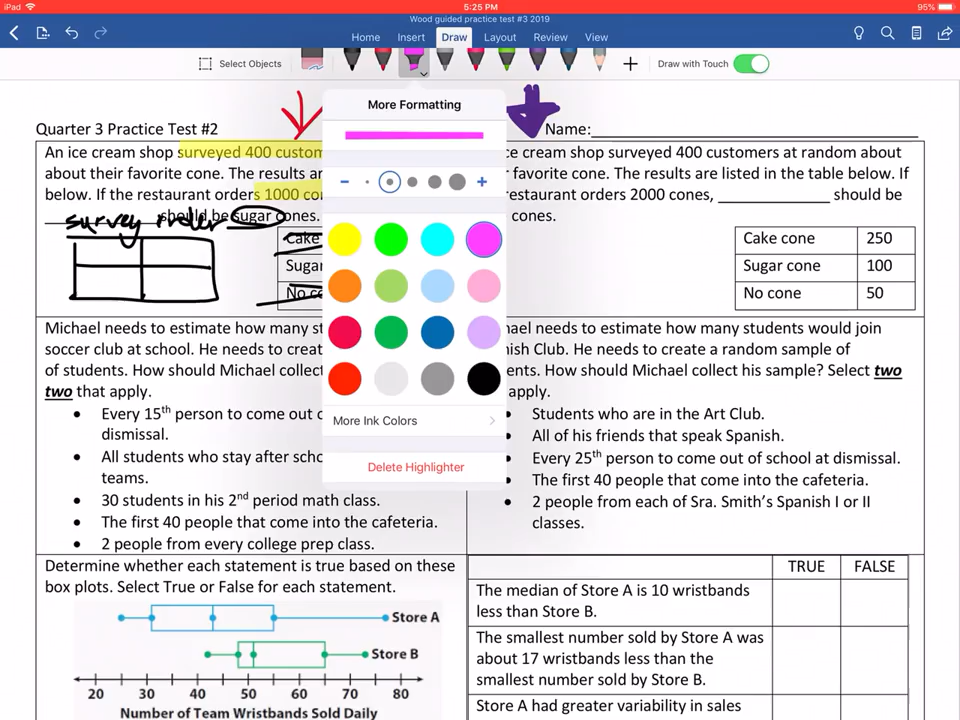 iPad 5:25 PM 95%
Wood guided practice test #3 2019
Home Insert Draw Layout Review View
Select Objects Draw with Touch
More Formatting
More Ink Colors
Delete Highlighter
Quarter 3 Practice Test #2 Name:
An ice cream shop surveyed 400 custom
about their favorite cone. The results ar
below. If the restaurant orders 1000 co
should be sugar cones.
survey order
Cake
Sugar
No co
ice cream shop surveyed 400 customers at random about
r favorite cone. The results are listed in the table below. If
restaurant orders 2000 cones, ____________ should be
cones.
Cake cone 250
Sugar cone 100
No cone 50
Michael needs to estimate how many st
soccer club at school. He needs to creat
of students. How should Michael collect
two that apply.
• Every 15th person to come out o
dismissal.
• All students who stay after scho
teams.
• 30 students in his 2nd period math class.
• The first 40 people that come into the cafeteria.
• 2 people from every college prep class.
hael needs to estimate how many students would join
nish Club. He needs to create a random sample of
ents. How should Michael collect his sample? Select two
apply.
• Students who are in the Art Club.
• All of his friends that speak Spanish.
• Every 25th person to come out of school at dismissal.
• The first 40 people that come into the cafeteria.
• 2 people from each of Sra. Smith's Spanish I or II
classes.
Determine whether each statement is true based on these
box plots. Select True or False for each statement.
Store A
Store B
20 30 40 50 60 70 80
Number of Team Wristbands Sold Daily
TRUE FALSE
The median of Store A is 10 wristbands
less than Store B.
The smallest number sold by Store A was
about 17 wristbands less than the
smallest number sold by Store B.
Store A had greater variability in sales